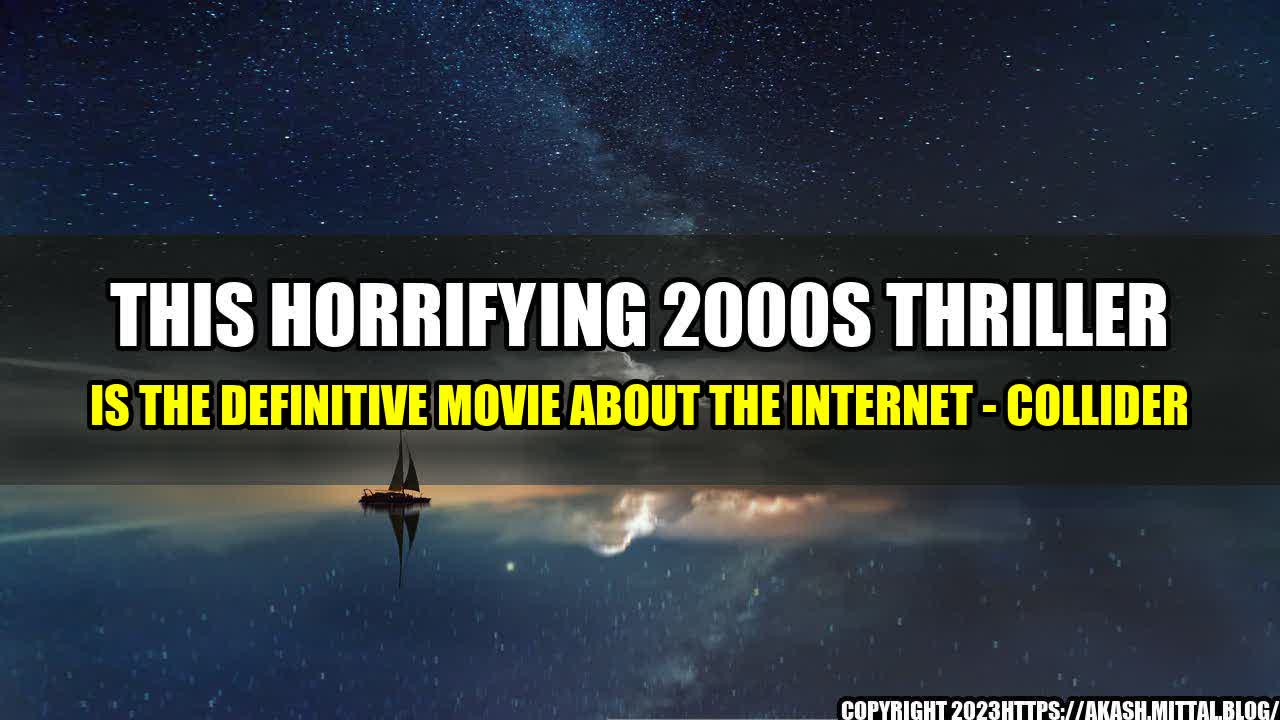 THIS HORRIFYING 2000S THRILLER
IS THE DEFINITIVE MOVIE ABOUT THE INTERNET - COLLIDER
COPYRIGHT 2023HTTPS://AKASH.MITTAL.BLOG/